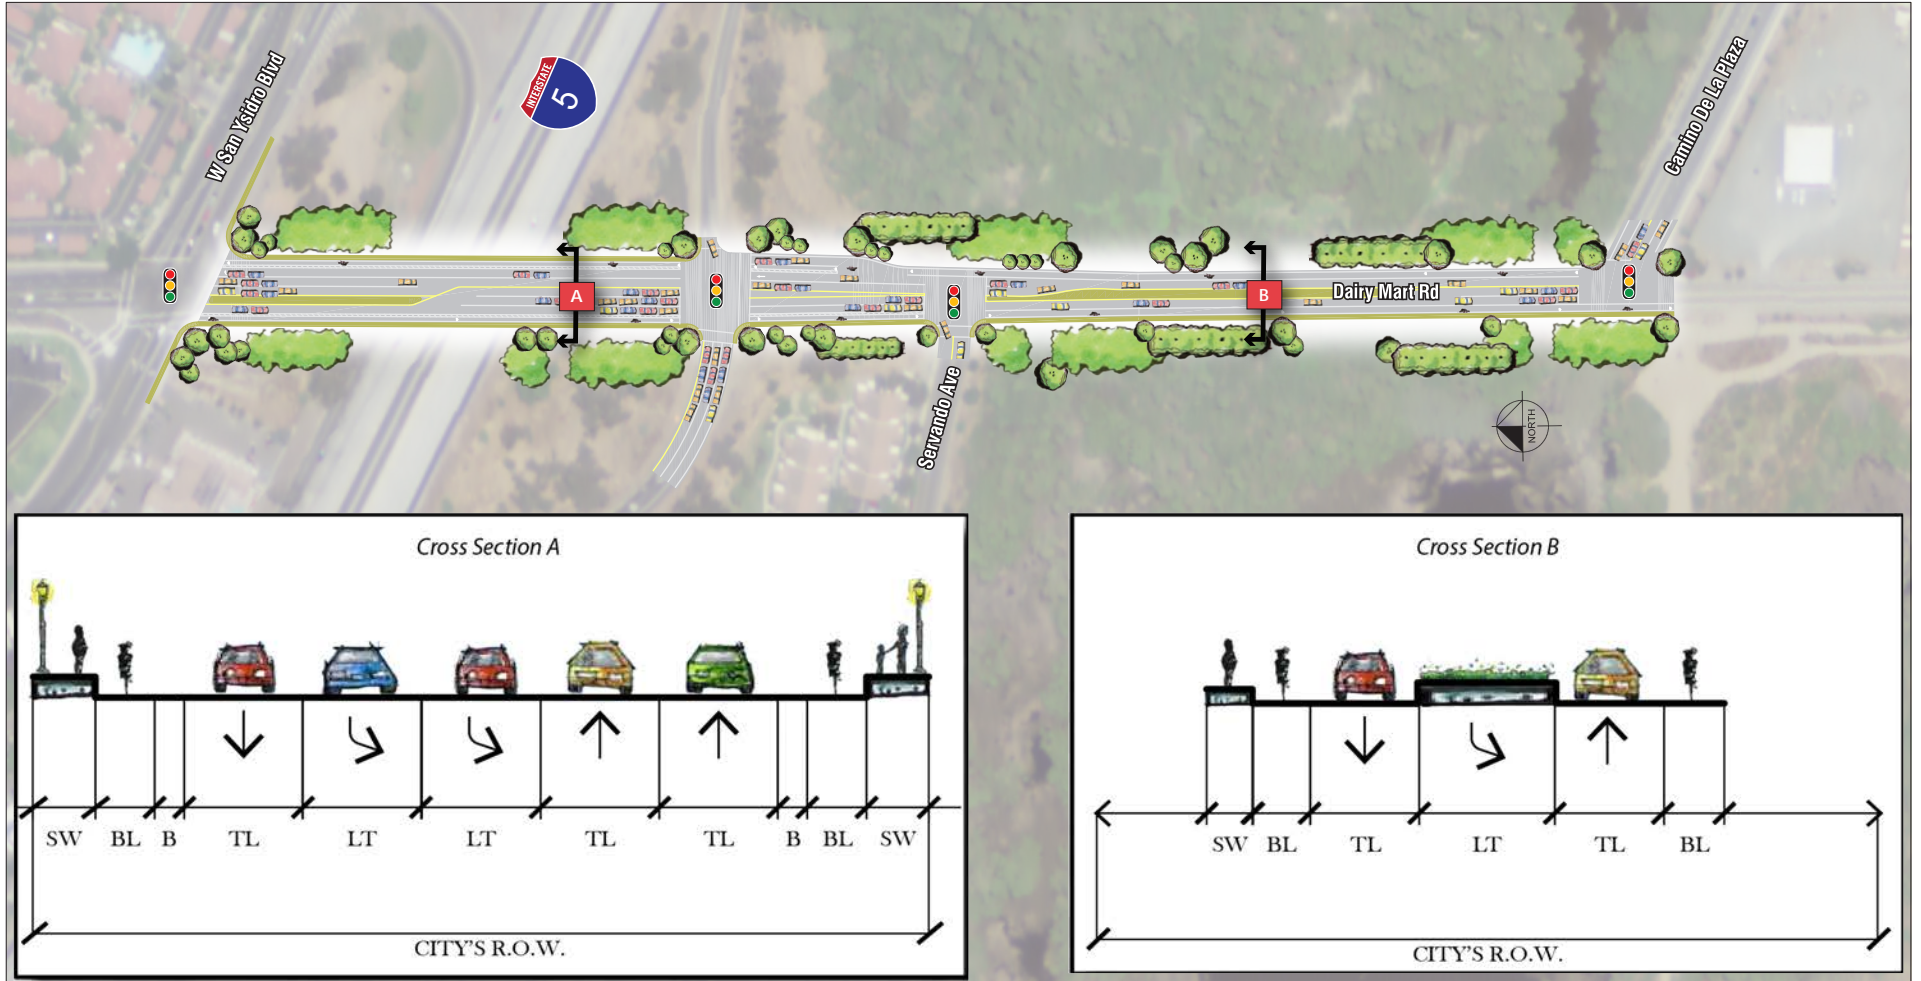 W San Ysidro Blvd
INTERSTATE
5
Camino De La Plaza
A
B
Dairy Mart Rd
Servando Ave
NORTH
Cross Section A
SW BL B TL LT LT TL TL B BL SW
CITY'S R.O.W.
Cross Section B
SW BL TL LT TL BL
CITY'S R.O.W.